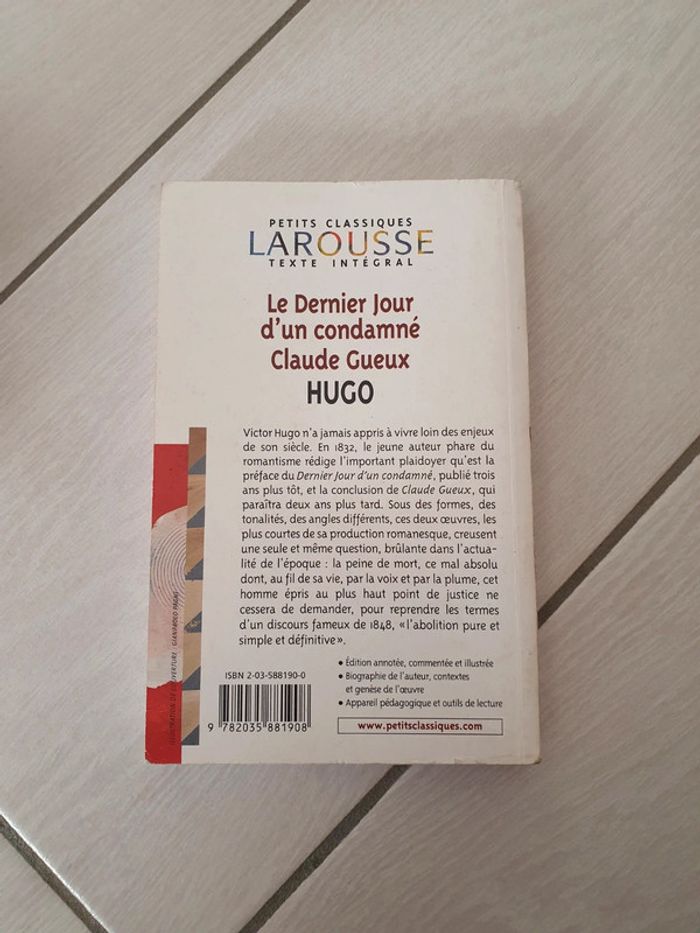 PETITS CLASSIQUES
LAROUSSE
TEXTE INTÉGRAL
Le Dernier Jour
d'un condamné
Claude Gueux
HUGO
Victor Hugo n'a jamais appris à vivre loin des enjeux
de son siècle. En 1832, le jeune auteur phare du
romantisme rédige l'important plaidoyer qu'est la
préface du Dernier Jour d'un condamné, publié trois
ans plus tôt, et la conclusion de Claude Gueux, qui
paraîtra deux ans plus tard. Sous des formes, des
tonalités, des angles différents, ces deux œuvres, les
plus courtes de sa production romanesque, creusent
une seule et même question, brûlante dans l'actua-
lité de l'époque : la peine de mort, ce mal absolu
dont, au fil de sa vie, par la voix et par la plume, cet
homme épris au plus haut point de justice ne
cessera de demander, pour reprendre les termes
d'un discours fameux de 1848, « l'abolition pure et
simple et définitive ».
ILLUSTRATION DE COUVERTURE : GIANPAOLO PAGNI
ISBN 2-03-588190-0
9 782035 881908
• Édition annotée, commentée et illustrée
• Biographie de l'auteur, contextes
et genèse de l'œuvre
• Appareil pédagogique et outils de lecture
www.petitsclassiques.com